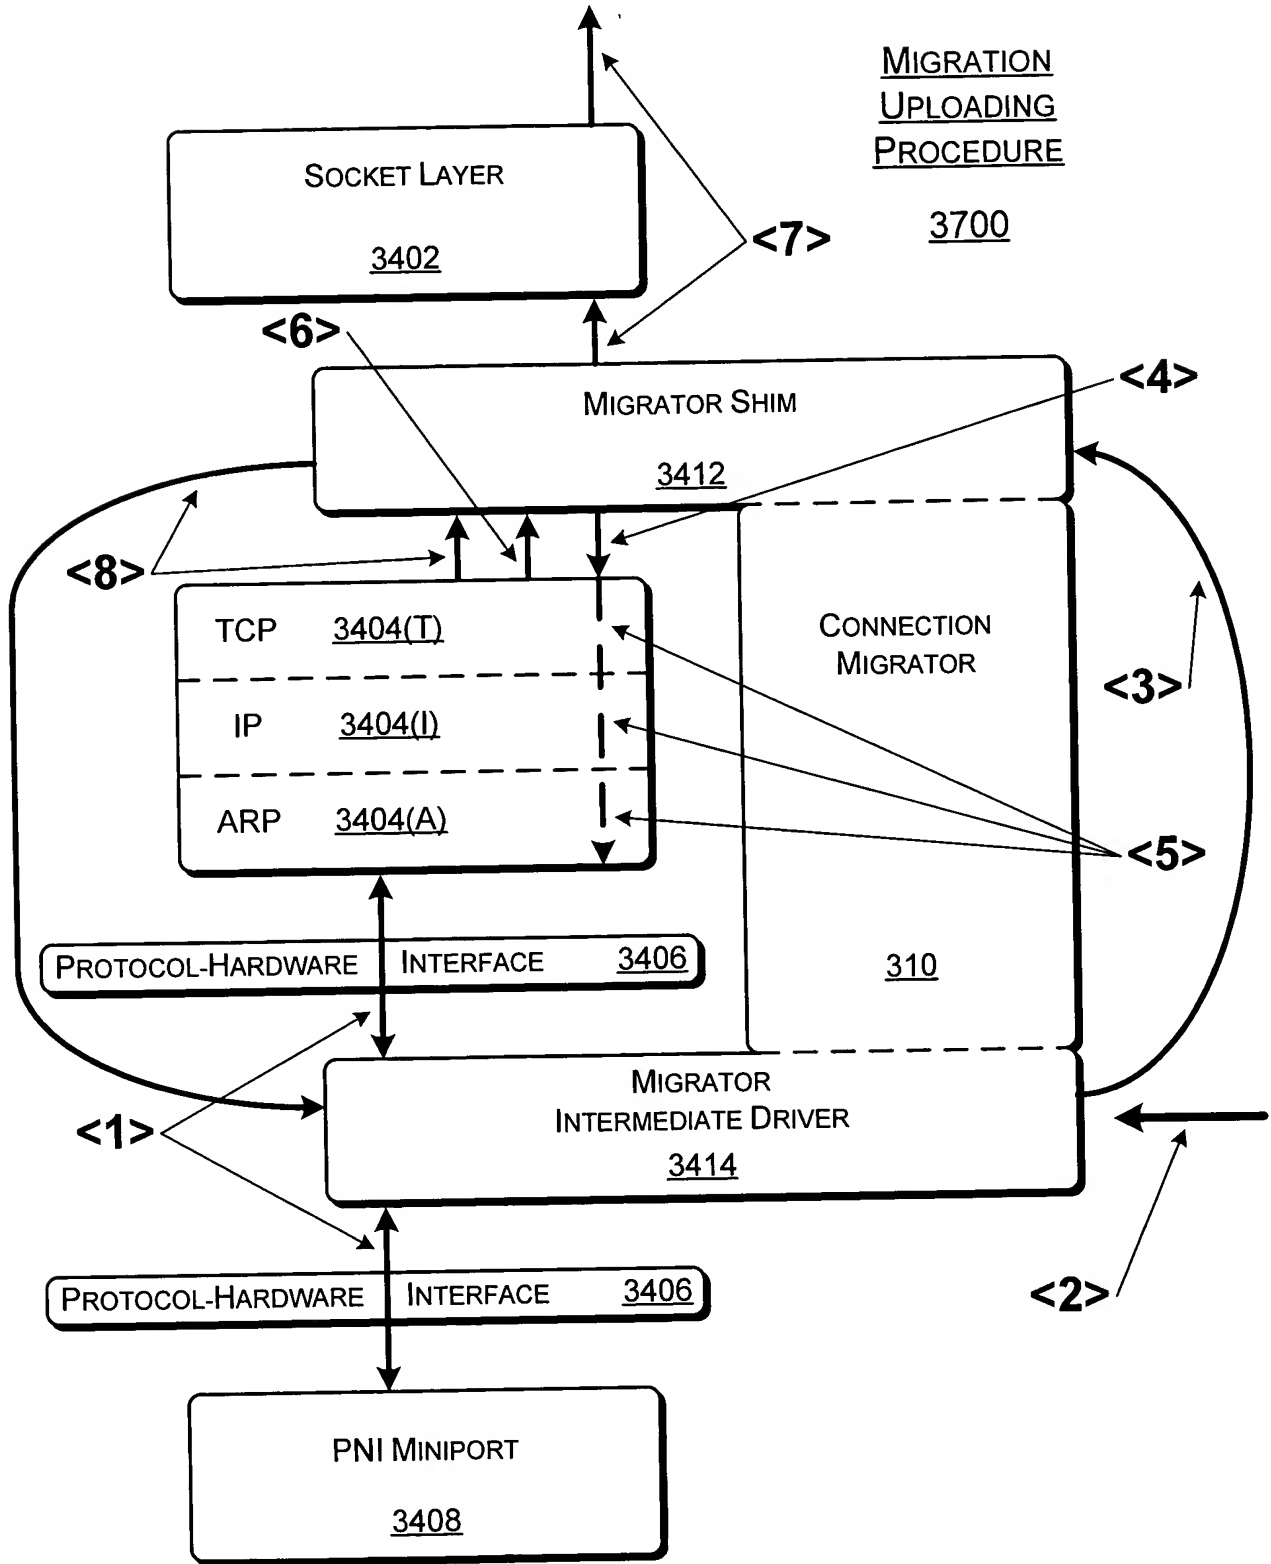 MIGRATION
UPLOADING
PROCEDURE
3700
SOCKET LAYER
3402
<7>
<6>
<4>
MIGRATOR SHIM
3412
<8>
TCP 3404(T)
IP 3404(I)
ARP 3404(A)
CONNECTION
MIGRATOR
310
<3>
<5>
PROTOCOL-HARDWARE INTERFACE 3406
<1>
MIGRATOR
INTERMEDIATE DRIVER
3414
<2>
PROTOCOL-HARDWARE INTERFACE 3406
PNI MINIPORT
3408